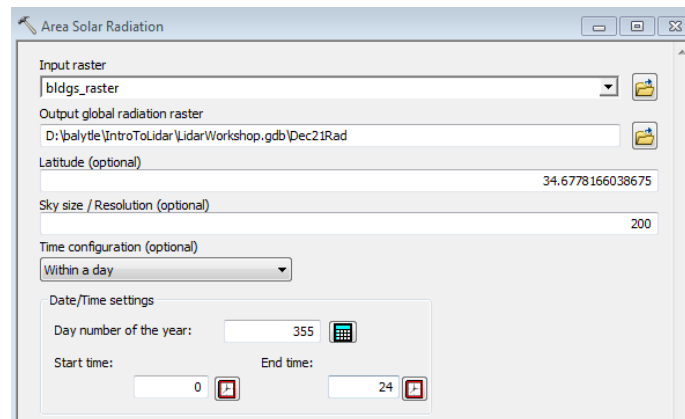 Area Solar Radiation
Input raster
bldgs_raster
Output global radiation raster
D:\balytle\IntroToLidar\LidarWorkshop.gdb\Dec21Rad
Latitude (optional)
34.6778166038675
Sky size / Resolution (optional)
200
Time configuration (optional)
Within a day
Date/Time settings
Day number of the year: 355
Start time: End time:
0 24